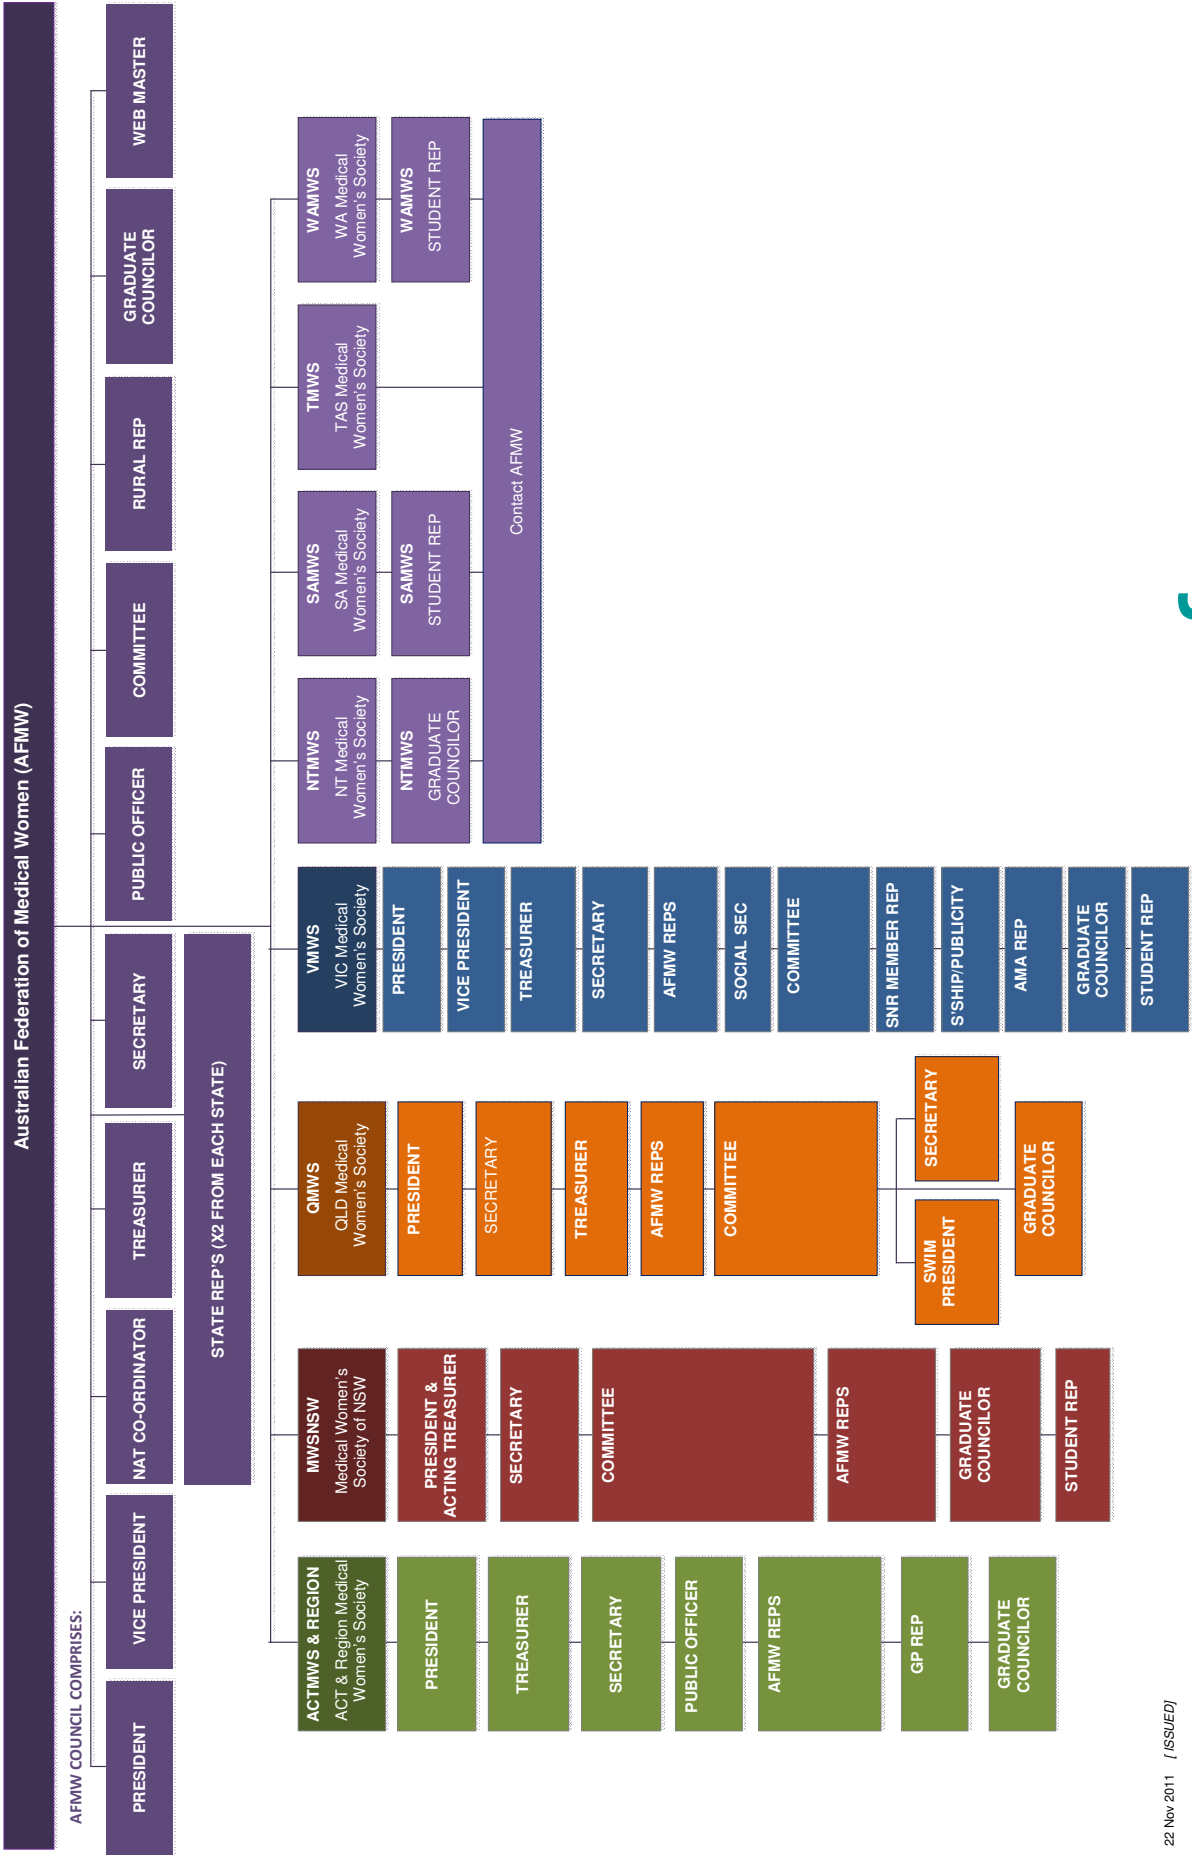 Australian Federation of Medical Women (AFMW)
AFMW COUNCIL COMPRISES:
PRESIDENT
VICE PRESIDENT
NAT CO-ORDINATOR
TREASURER
SECRETARY
PUBLIC OFFICER
COMMITTEE
RURAL REP
GRADUATE
COUNCILOR
WEB MASTER
STATE REP'S (X2 FROM EACH STATE)
ACTMWS & REGION
ACT & Region Medical
Women's Society
PRESIDENT
TREASURER
SECRETARY
PUBLIC OFFICER
AFMW REPS
GP REP
GRADUATE
COUNCILOR
MWSNSW
Medical Women's
Society of NSW
PRESIDENT &
ACTING TREASURER
SECRETARY
COMMITTEE
AFMW REPS
GRADUATE
COUNCILOR
STUDENT REP
QMWS
QLD Medical
Women's Society
PRESIDENT
SECRETARY
TREASURER
AFMW REPS
COMMITTEE
SWIM
PRESIDENT
SECRETARY
GRADUATE
COUNCILOR
VMWS
VIC Medical
Women's Society
PRESIDENT
VICE PRESIDENT
TREASURER
SECRETARY
AFMW REPS
SOCIAL SEC
COMMITTEE
SNR MEMBER REP
S'SHIP/PUBLICITY
AMA REP
GRADUATE
COUNCILOR
STUDENT REP
NTMWS
NT Medical
Women's Society
NTMWS
GRADUATE
COUNCILOR
SAMWS
SA Medical
Women's Society
SAMWS
STUDENT REP
TMWS
TAS Medical
Women's Society
WAMWS
WA Medical
Women's Society
WAMWS
STUDENT REP
Contact AFMW
22 Nov 2011 [ ISSUED]